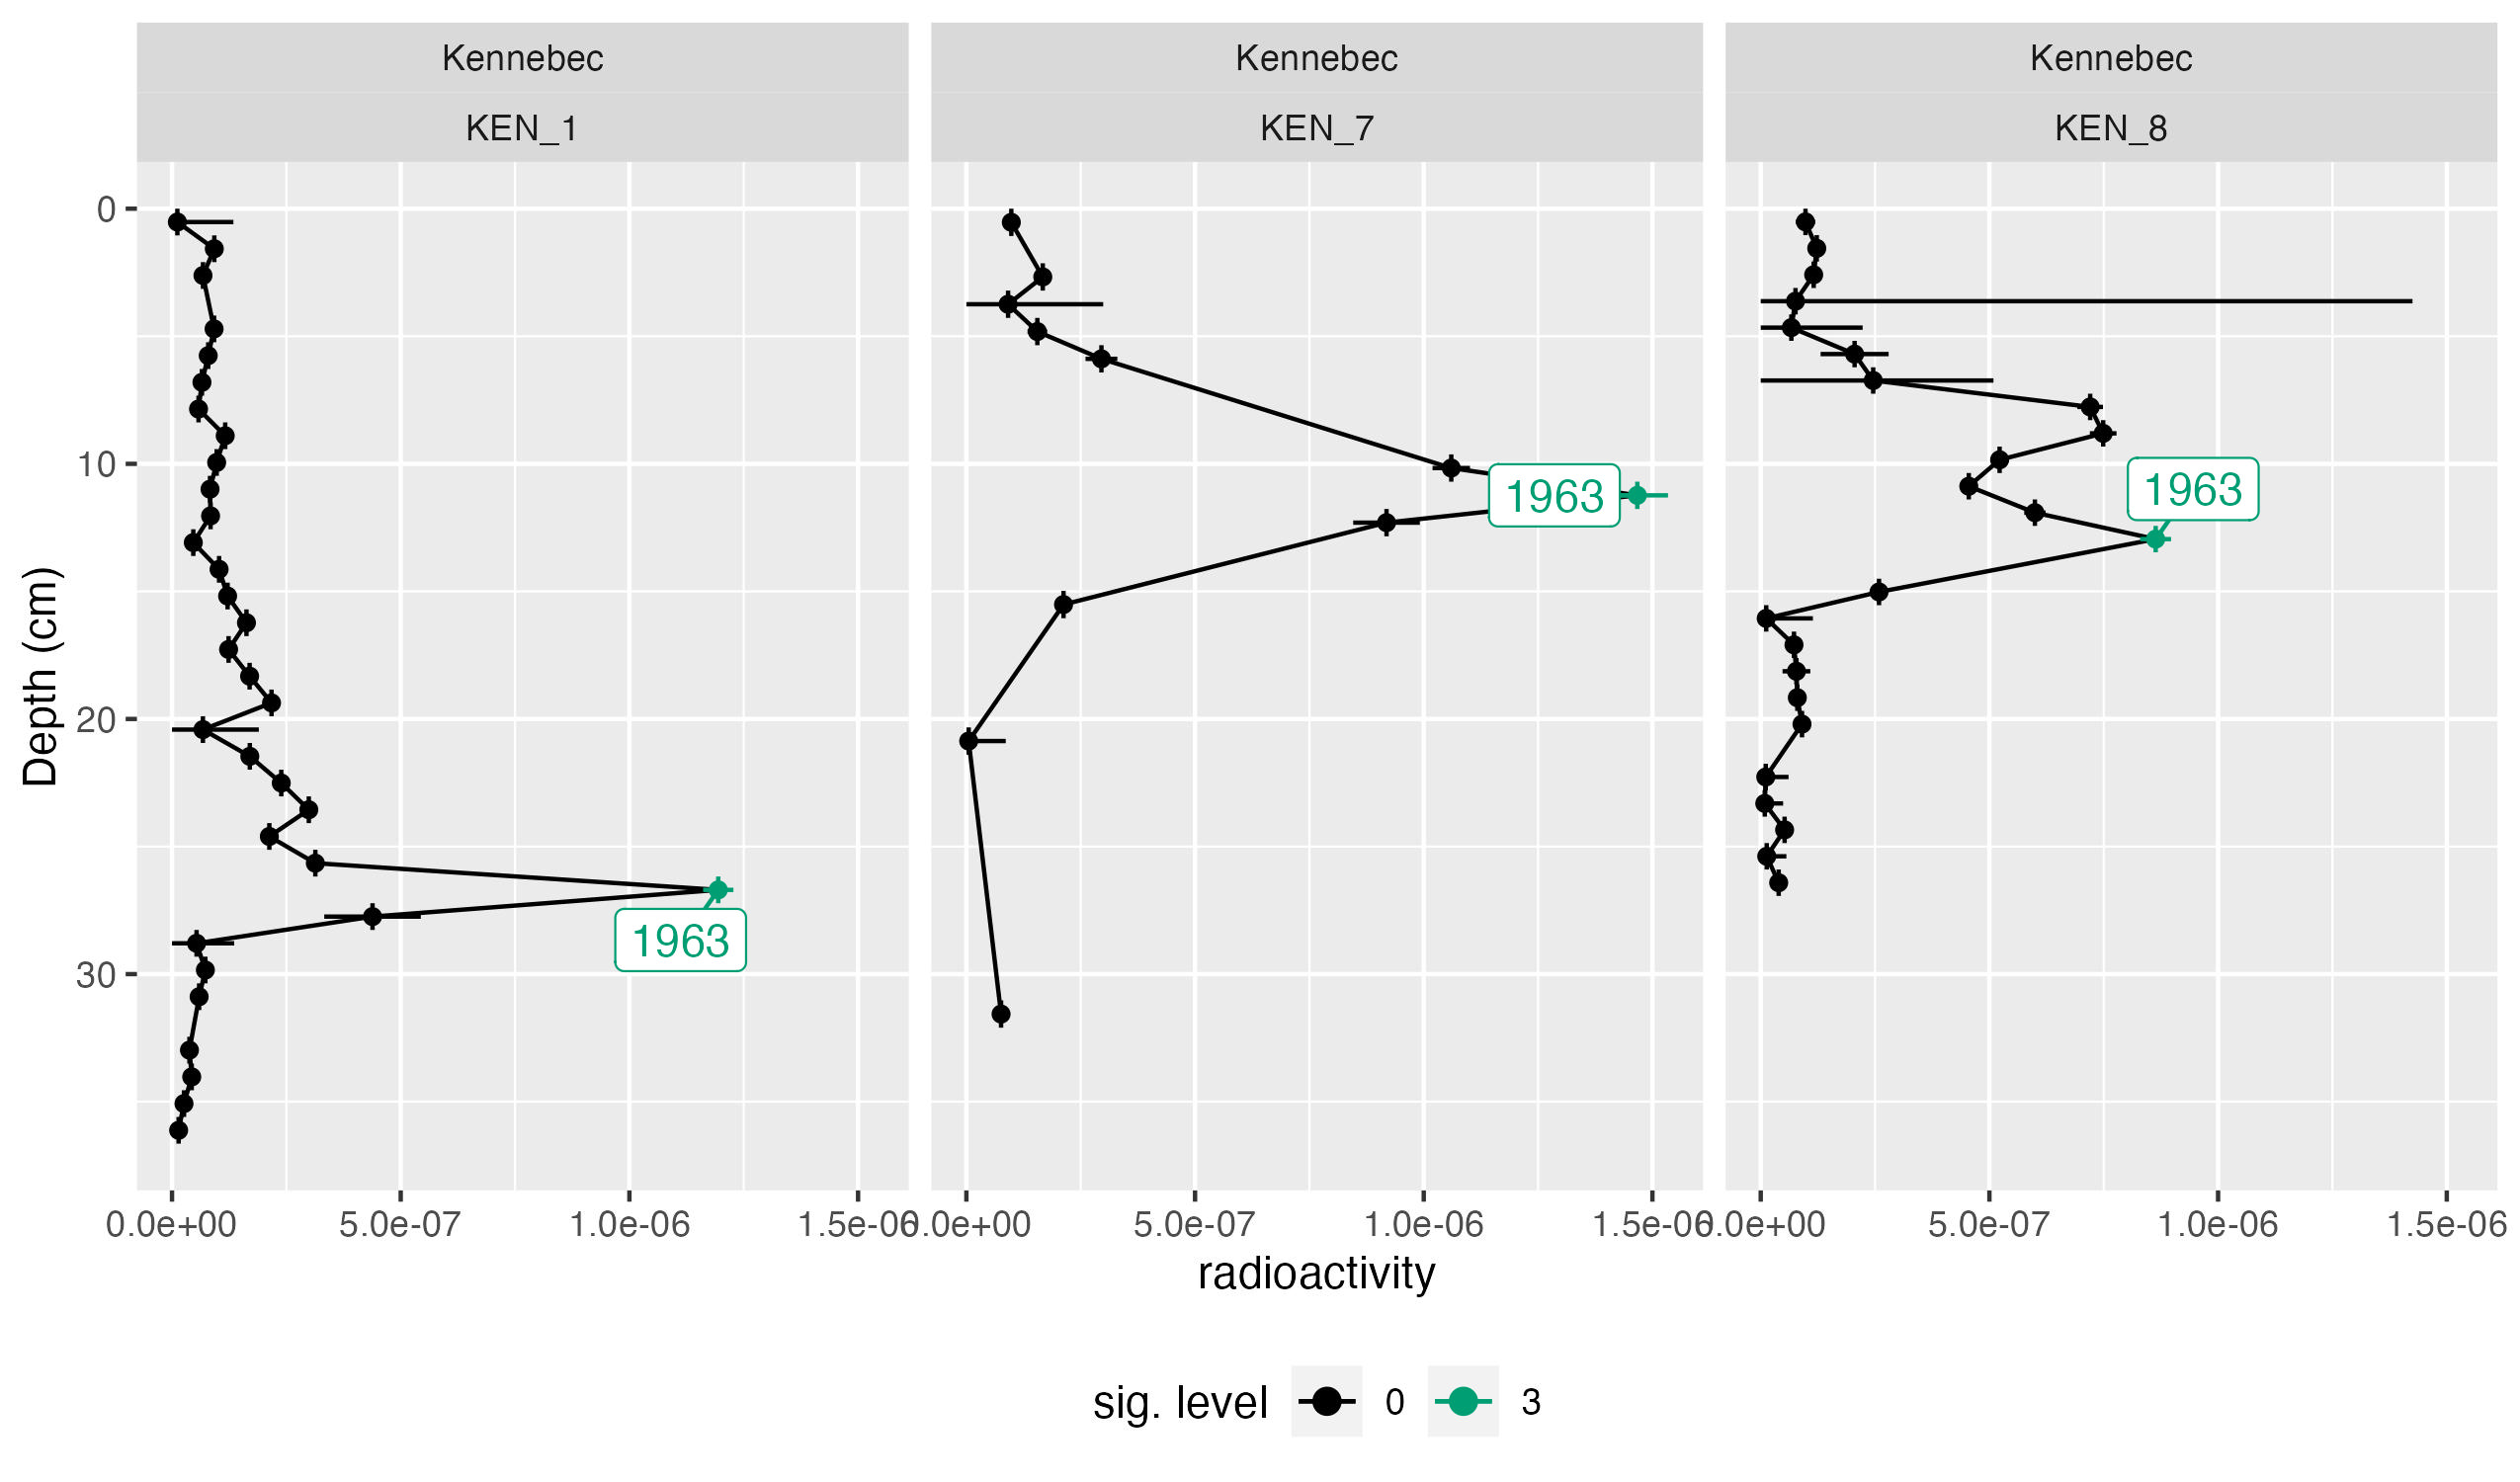 Kennebec Kennebec Kennebec
KEN_1 KEN_7 KEN_8
0
10
20
30
Depth (cm)
1963
1963
1963
0.0e+00 5.0e-07 1.0e-06 1.5e-06 0.0e+00 5.0e-07 1.0e-06 1.5e-06 0.0e+00 5.0e-07 1.0e-06 1.5e-06
radioactivity
sig. level 0 3